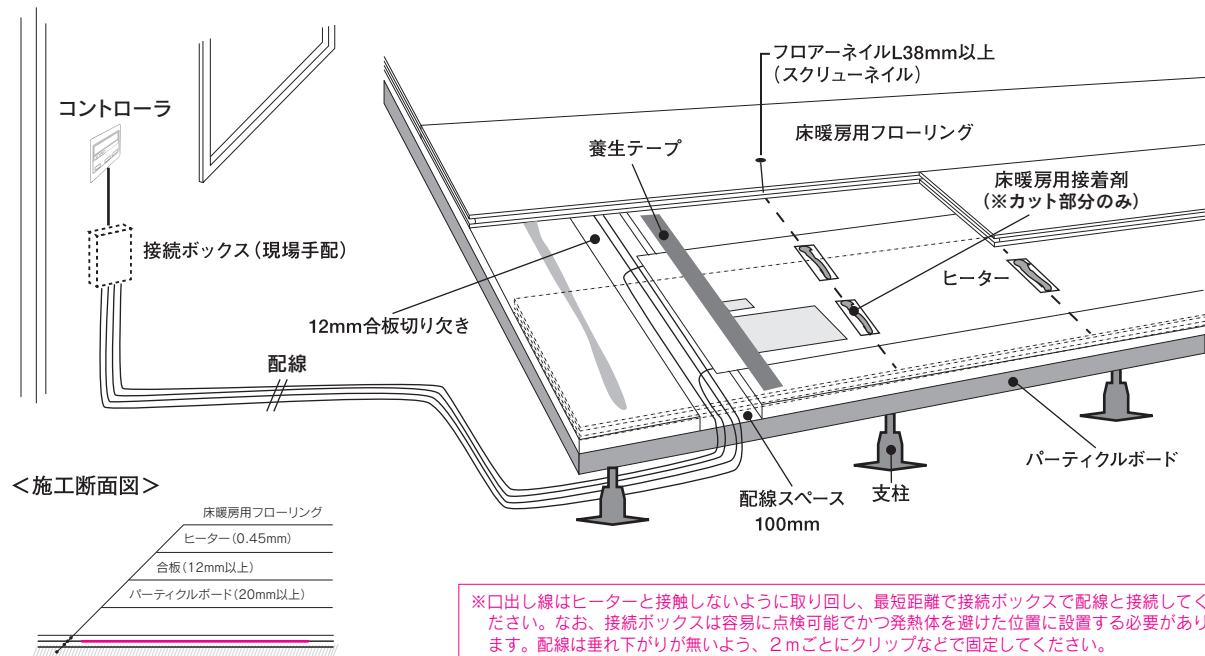 フロアーネイルL38mm以上
（スクリューネイル）
コントローラ
床暖房用フローリング
養生テープ
床暖房用接着剤
（※カット部分のみ）
接続ボックス（現場手配）
ヒーター
12mm合板切り欠き
配線
パーティクルボード
支柱
配線スペース
100mm
＜施工断面図＞
床暖房用フローリング
ヒーター（0.45mm）
合板（12mm以上）
パーティクルボード（20mm以上）
※口出し線はヒーターと接触しないように取り回し、最短距離で接続ボックスで配線と接続してく
ださい。なお、接続ボックスは容易に点検可能でかつ発熱体を避けた位置に設置する必要があり
ます。配線は垂れ下がりが無いよう、2mごとにクリップなどで固定してください。